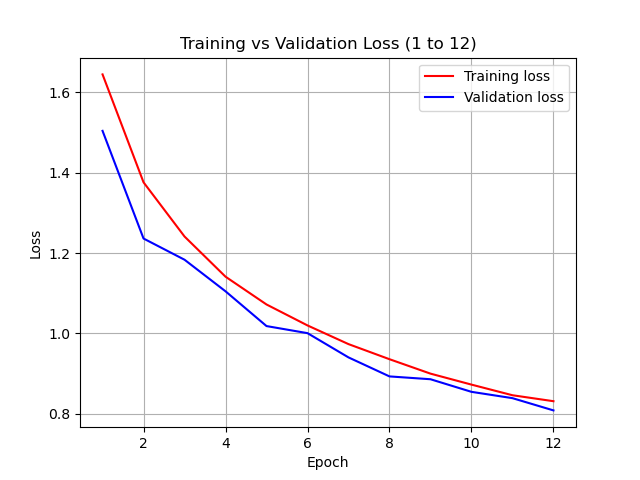 Training vs Validation Loss (1 to 12)
Training loss
Validation loss
1.6
1.4
1.2
1.0
0.8
Loss
2 4 6 8 10 12
Epoch